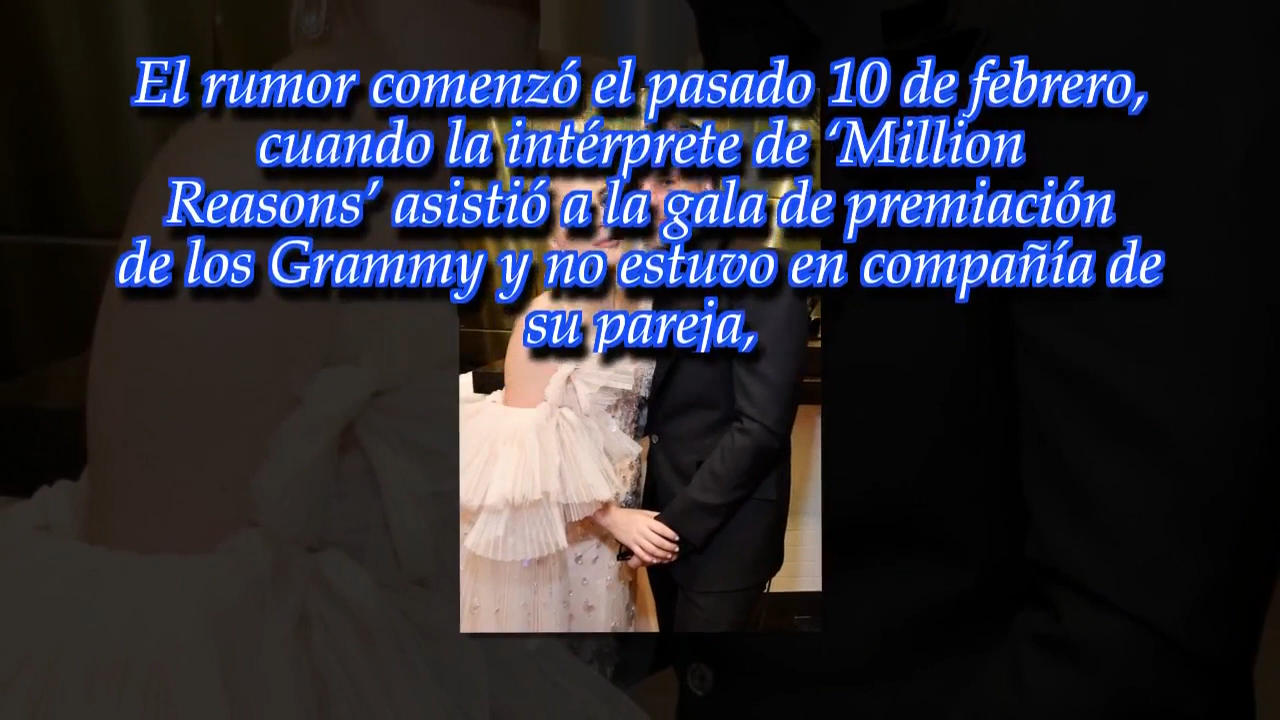 El rumor comenzó el pasado 10 de febrero,
cuando la intérprete de ‘Million
Reasons’ asistió a la gala de premiación
de los Grammy y no estuvo en compañía de
su pareja,